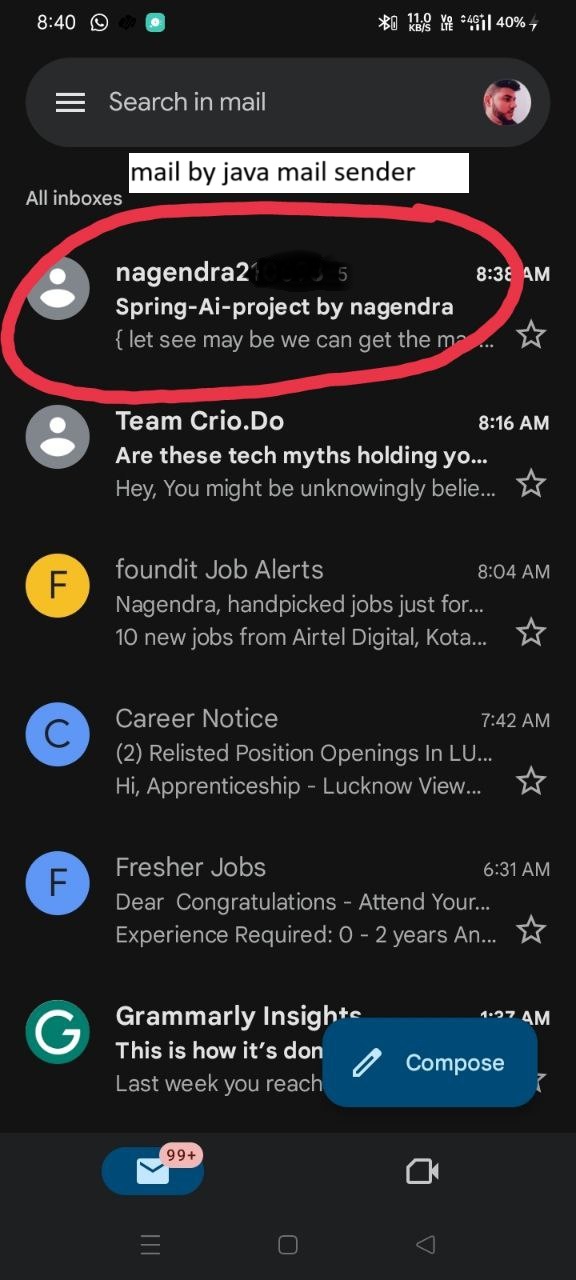 8:40
11.0 KB/S
Vo LTE
4G+
40%
Search in mail
mail by java mail sender
All inboxes
nagendra2 5
8:38 AM
Spring-Ai-project by nagendra
{ let see may be we can get the ma...
Team Crio.Do
8:16 AM
Are these tech myths holding yo...
Hey, You might be unknowingly belie...
F
foundit Job Alerts
8:04 AM
Nagendra, handpicked jobs just for...
10 new jobs from Airtel Digital, Kota...
C
Career Notice
7:42 AM
(2) Relisted Position Openings In LU...
Hi, Apprenticeship - Lucknow View...
F
Fresher Jobs
6:31 AM
Dear  Congratulations - Attend Your...
Experience Required: 0 - 2 years An...
G
Grammarly Insights
1:37 AM
This is how it's don
Last week you reach
Compose
99+